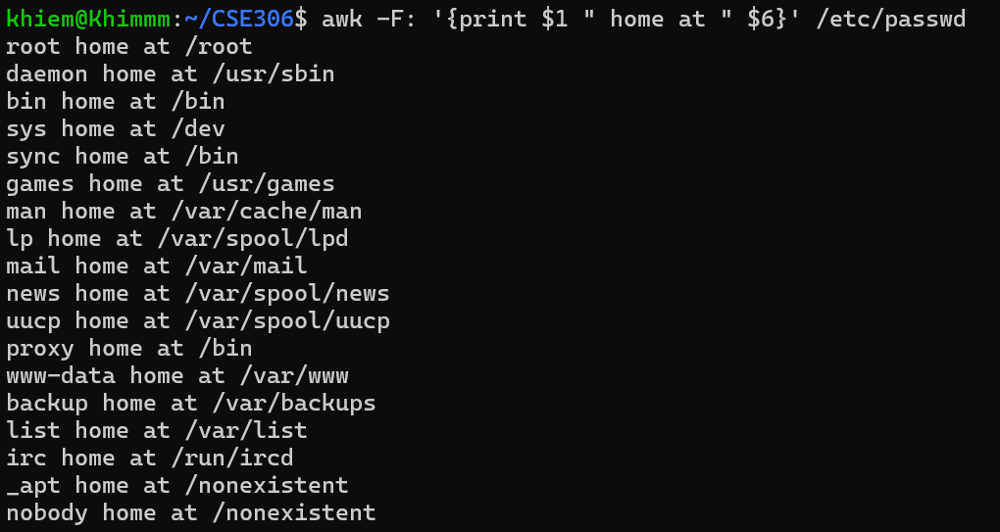 khiem@Khimmm:~/CSE306$ awk -F: '{print $1 " home at " $6}' /etc/passwd
root home at /root
daemon home at /usr/sbin
bin home at /bin
sys home at /dev
sync home at /bin
games home at /usr/games
man home at /var/cache/man
lp home at /var/spool/lpd
mail home at /var/mail
news home at /var/spool/news
uucp home at /var/spool/uucp
proxy home at /bin
www-data home at /var/www
backup home at /var/backups
list home at /var/list
irc home at /run/ircd
_apt home at /nonexistent
nobody home at /nonexistent